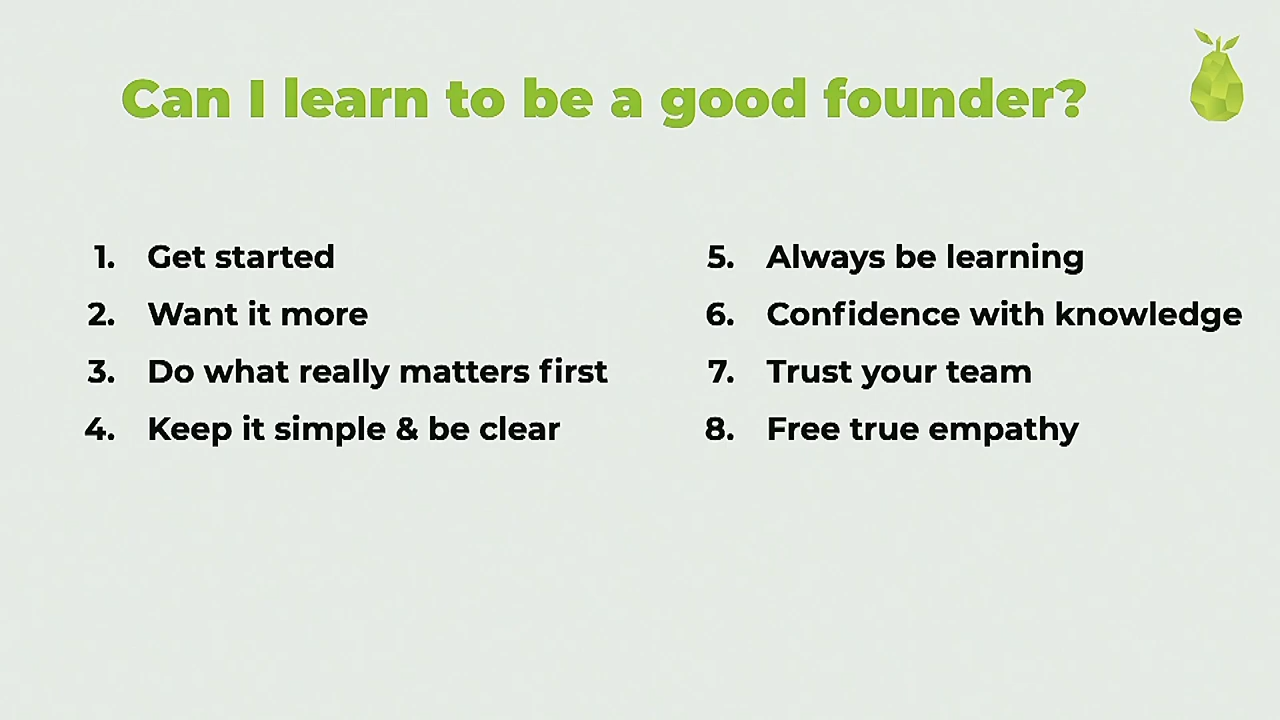 Can I learn to be a good founder?
1. Get started
2. Want it more
3. Do what really matters first
4. Keep it simple & be clear
5. Always be learning
6. Confidence with knowledge
7. Trust your team
8. Free true empathy